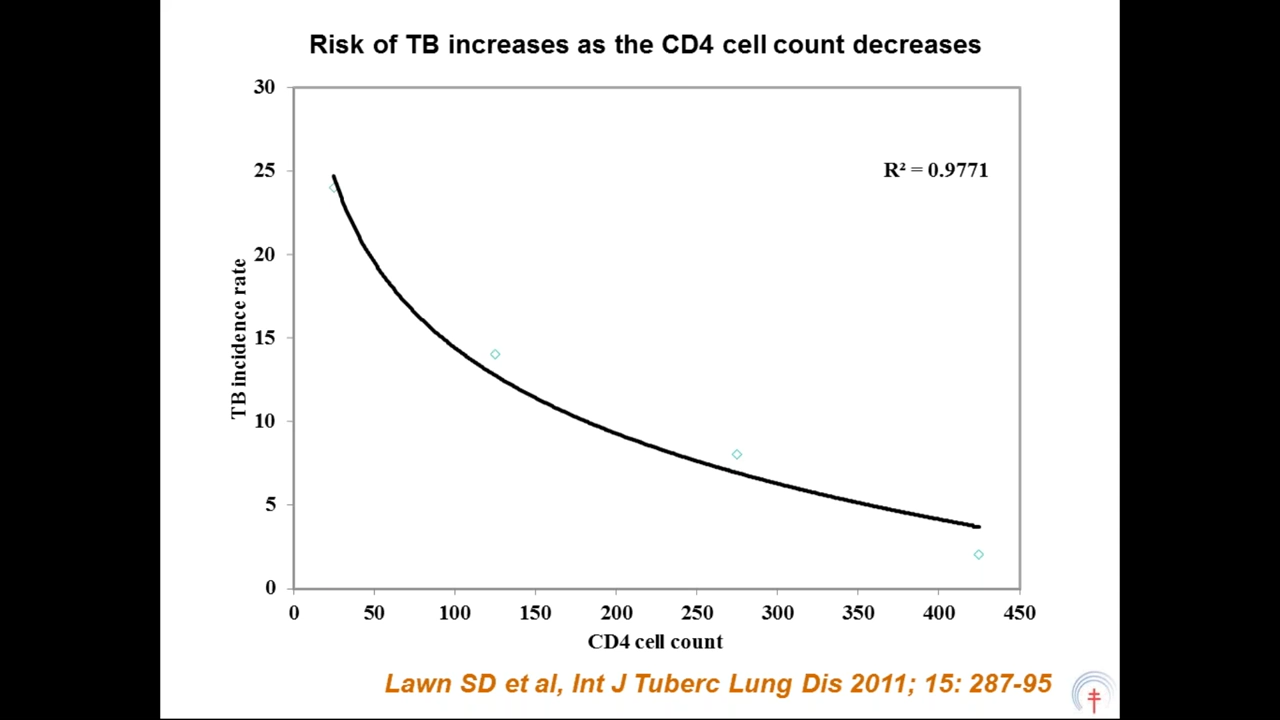 Risk of TB increases as the CD4 cell count decreases
30
25
20
15
10
5
0
TB incidence rate
R² = 0.9771
0 50 100 150 200 250 300 350 400 450
CD4 cell count
Lawn SD et al, Int J Tuberc Lung Dis 2011; 15: 287-95